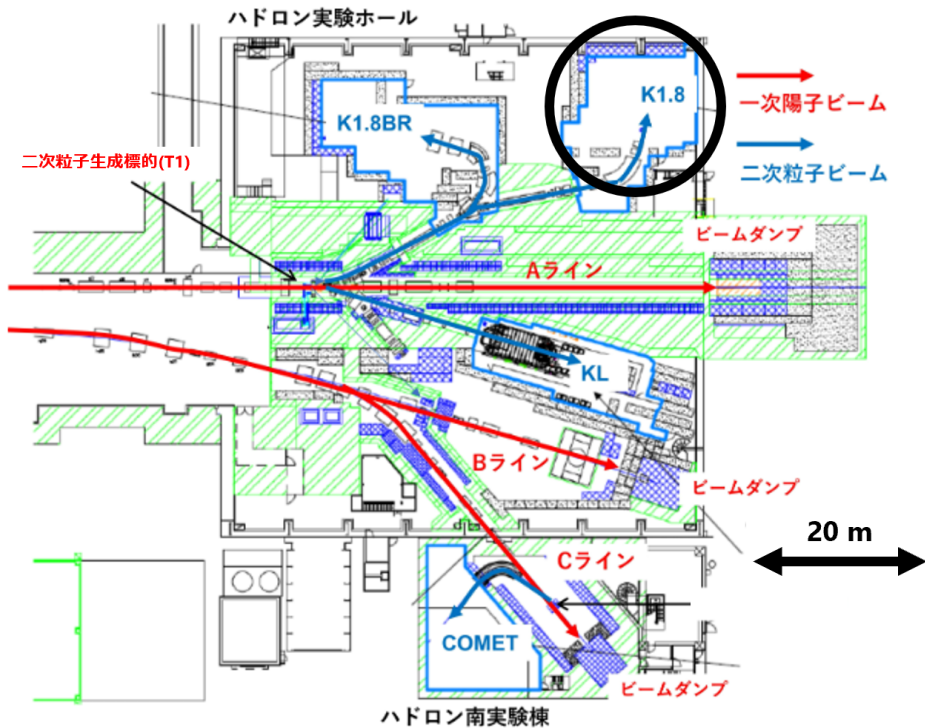 ハドロン実験ホール
K1.8
K1.8BR
一次陽子ビーム
二次粒子生成標的(T1)
二次粒子ビーム
ビームダンプ
Aライン
KL
Bライン
ビームダンプ
20 m
Cライン
COMET
ビームダンプ
ハドロン南実験棟